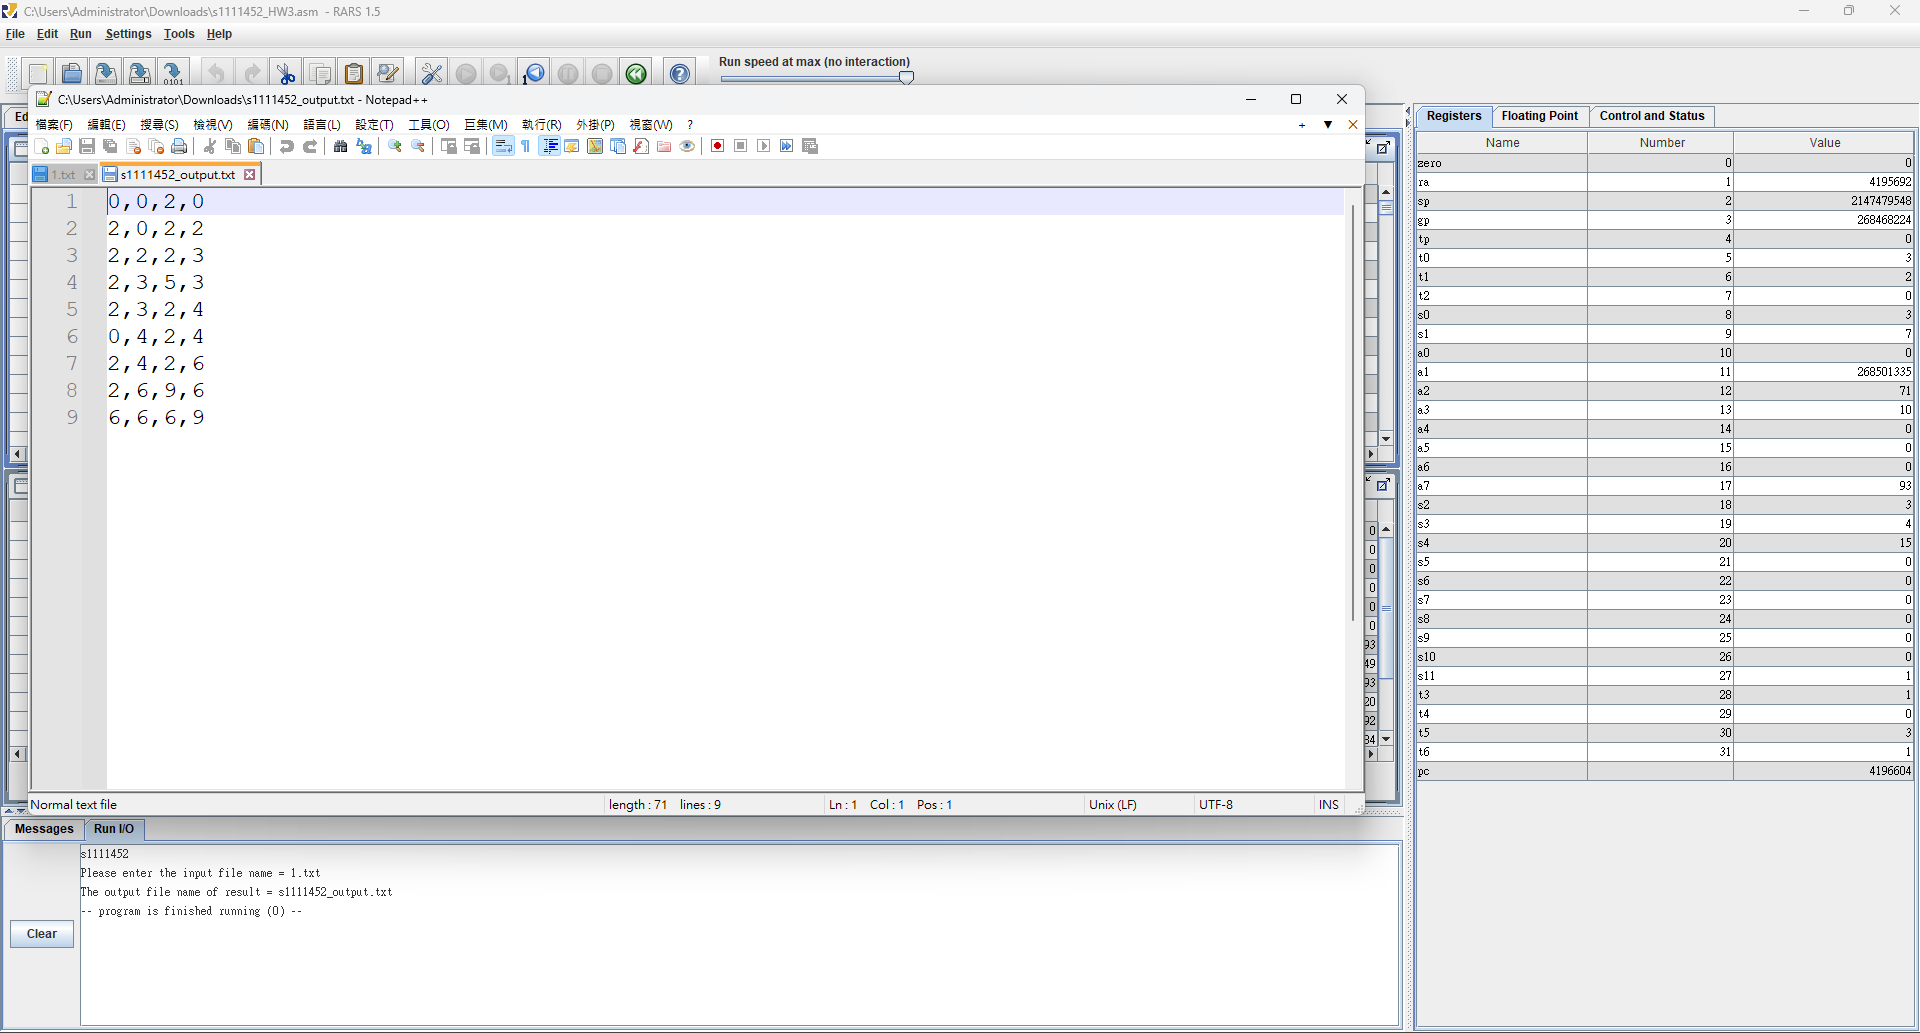 C:\Users\Administrator\Downloads\s1111452_HW3.asm - RARS 1.5
File Edit Run Settings Tools Help
Run speed at max (no interaction)
C:\Users\Administrator\Downloads\s1111452_output.txt - Notepad++
檔案(F) 編輯(E) 搜尋(S) 檢視(V) 編碼(N) 語言(L) 設定(T) 工具(O) 巨集(M) 執行(R) 外掛(P) 視窗(W) ?
1.txt s1111452_output.txt
1 0,0,2,0
2 2,0,2,2
3 2,2,2,3
4 2,3,5,3
5 2,3,2,4
6 0,4,2,4
7 2,4,2,6
8 2,6,9,6
9 6,6,6,9
Normal text file length : 71 lines : 9 Ln : 1 Col : 1 Pos : 1 Unix (LF) UTF-8 INS
0
0
0
0
0
0
93
49
93
20
92
84
Messages Run I/O
s1111452
Please enter the input file name = 1.txt
The output file name of result = s1111452_output.txt
-- program is finished running (0) --
Clear
Registers Floating Point Control and Status
Name Number Value
zero 0 0
ra 1 4195692
sp 2 2147479548
gp 3 268468224
tp 4 0
t0 5 3
t1 6 2
t2 7 0
s0 8 3
s1 9 7
a0 10 0
a1 11 268501335
a2 12 71
a3 13 10
a4 14 0
a5 15 0
a6 16 0
a7 17 93
s2 18 3
s3 19 4
s4 20 15
s5 21 0
s6 22 0
s7 23 0
s8 24 0
s9 25 0
s10 26 0
s11 27 1
t3 28 1
t4 29 0
t5 30 3
t6 31 1
pc 4196604